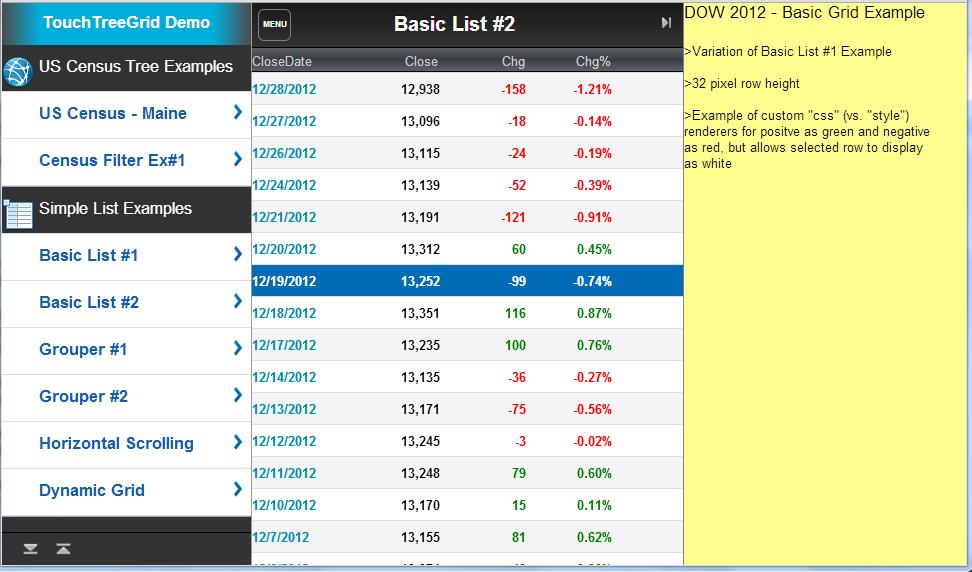 TouchTreeGrid Demo
US Census Tree Examples
US Census - Maine
Census Filter Ex#1
Simple List Examples
Basic List #1
Basic List #2
Grouper #1
Grouper #2
Horizontal Scrolling
Dynamic Grid
MENU
Basic List #2
CloseDate Close Chg Chg%
12/28/2012 12,938 -158 -1.21%
12/27/2012 13,096 -18 -0.14%
12/26/2012 13,115 -24 -0.19%
12/24/2012 13,139 -52 -0.39%
12/21/2012 13,191 -121 -0.91%
12/20/2012 13,312 60 0.45%
12/19/2012 13,252 -99 -0.74%
12/18/2012 13,351 116 0.87%
12/17/2012 13,235 100 0.76%
12/14/2012 13,135 -36 -0.27%
12/13/2012 13,171 -75 -0.56%
12/12/2012 13,245 -3 -0.02%
12/11/2012 13,248 79 0.60%
12/10/2012 13,170 15 0.11%
12/7/2012 13,155 81 0.62%
DOW 2012 - Basic Grid Example
>Variation of Basic List #1 Example
>32 pixel row height
>Example of custom "css" (vs. "style")
renderers for positve as green and negative
as red, but allows selected row to display
as white